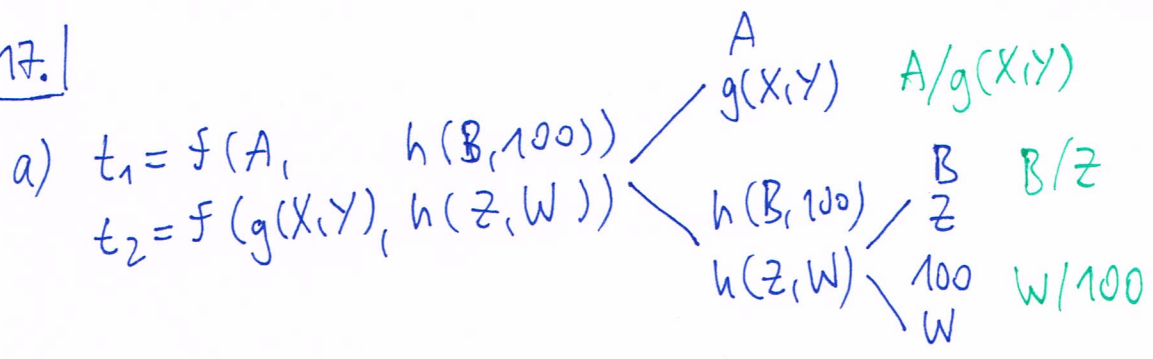 17.
a) t₁ = f(A, h(B,100))
t₂ = f(g(X,Y), h(Z,W))
A
g(X,Y)
A/g(X,Y)
h(B,100)
h(Z,W)
B
Z
B/Z
100
W
W/100